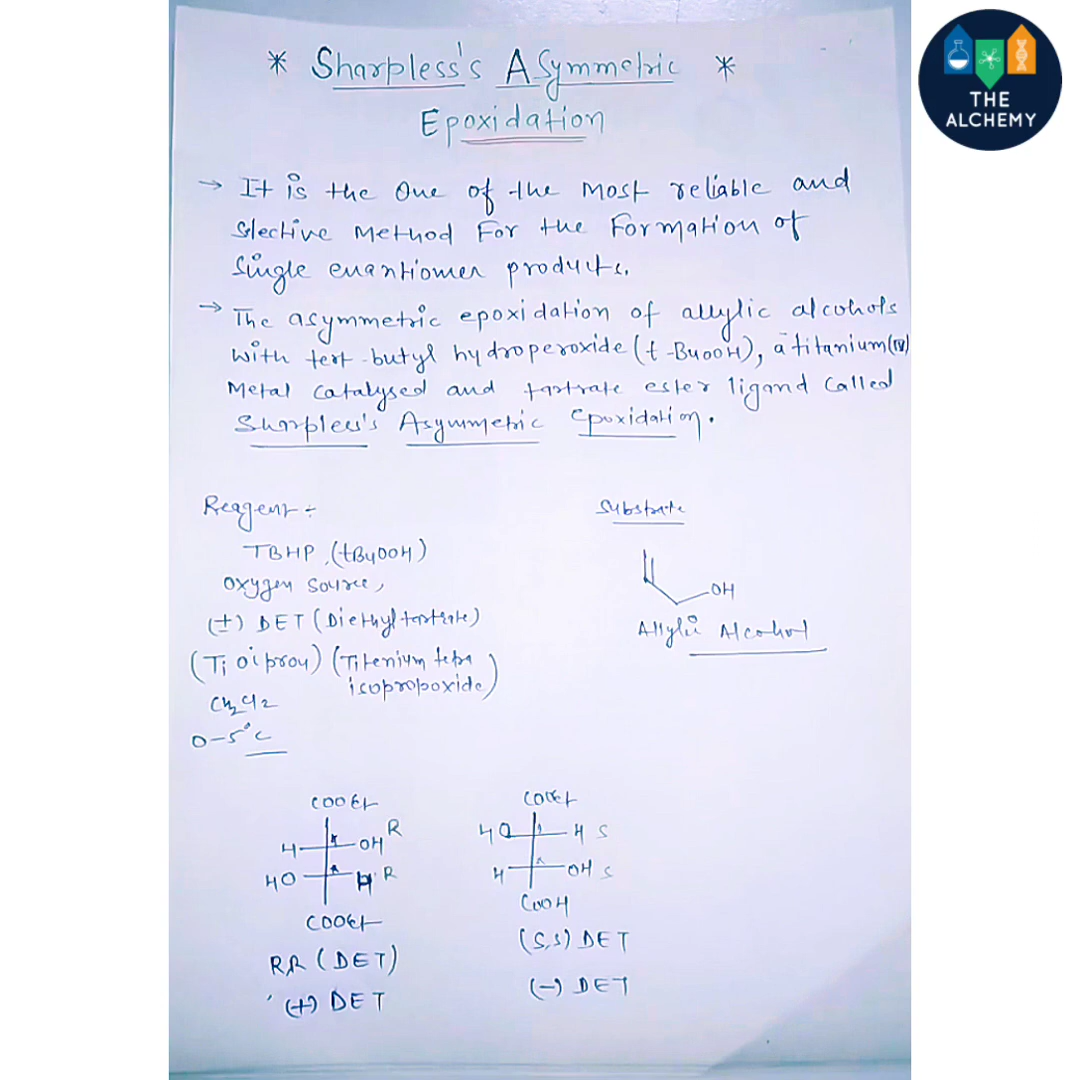 * Sharpless's Asymmetric *
Epoxidation
THE
ALCHEMY
→ It is the One of the Most reliable and
Selective Method For the Formation of
Single enantiomer products.
→ The asymmetric epoxidation of allylic alcohols
with tert-butyl hydroperoxide (t-BuOOH), a titanium(IV)
Metal Catalysed and tartrate ester ligand Called
Sharpless's Asymmetric Epoxidation.
Reagent :-
TBHP, (tBuOOH)
Oxygen Source,
(±) DET (Diethyl tartrate)
(Ti oiprou) (Titenium tetra
isopropoxide)
CH2Cl2
0-5°C
Substrate
OH
Allylic Alcohol
COOEt
H OH R
HO H R
COOEt
RR (DET)
(+) DET
COOEt
HO H S
H OH S
COOH
(S,S) DET
(-) DET